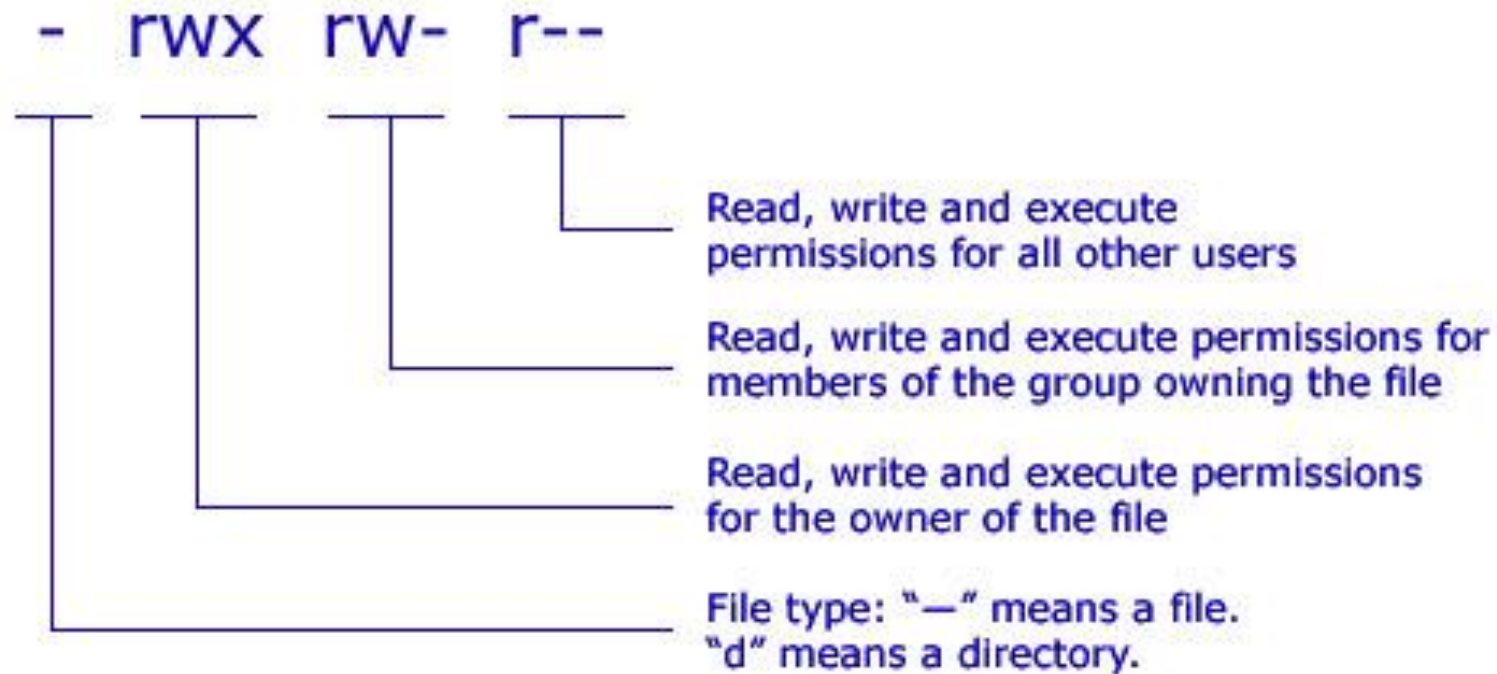 - rwx rw- r--
Read, write and execute
permissions for all other users
Read, write and execute permissions for
members of the group owning the file
Read, write and execute permissions
for the owner of the file
File type: “—” means a file.
“d” means a directory.